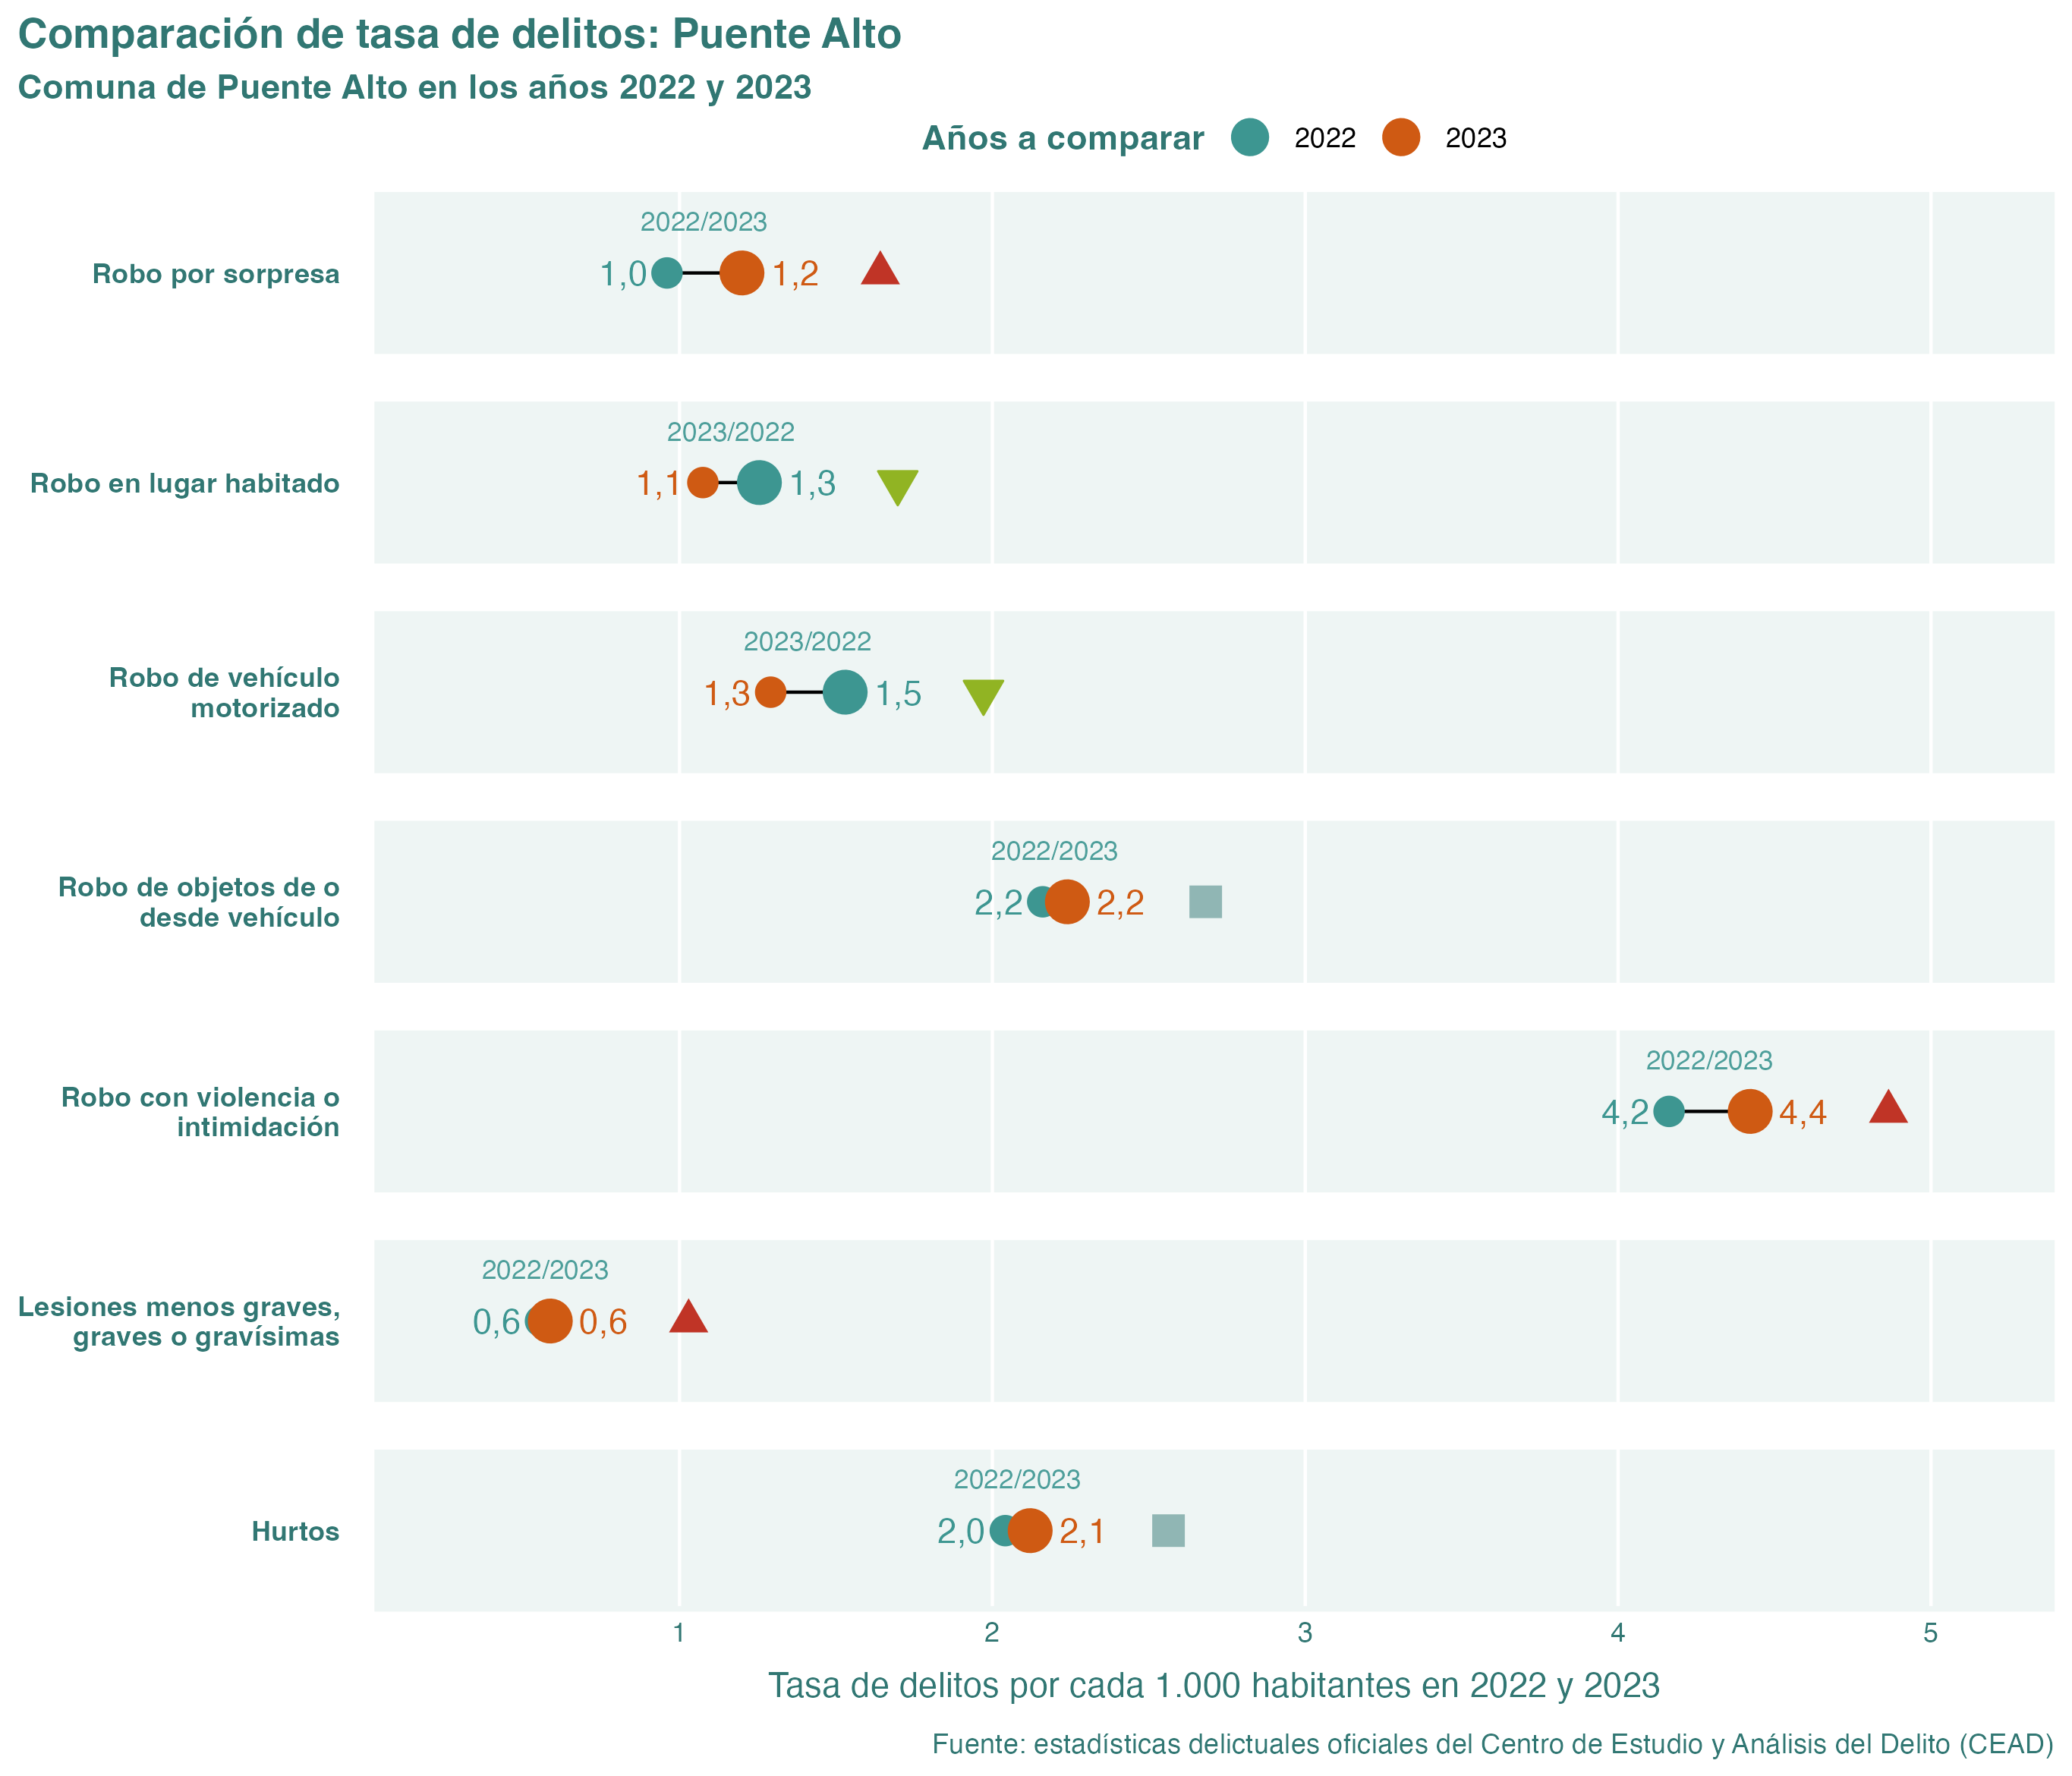 Comparación de tasa de delitos: Puente Alto
Comuna de Puente Alto en los años 2022 y 2023
Años a comparar 2022 2023
2022/2023
Robo por sorpresa
1,0 1,2
2023/2022
Robo en lugar habitado
1,1 1,3
2023/2022
Robo de vehículo
motorizado
1,3 1,5
2022/2023
Robo de objetos de o
desde vehículo
2,2 2,2
2022/2023
Robo con violencia o
intimidación
4,2 4,4
2022/2023
Lesiones menos graves,
graves o gravísimas
0,6 0,6
2022/2023
Hurtos
2,0 2,1
1 2 3 4 5
Tasa de delitos por cada 1.000 habitantes en 2022 y 2023
Fuente: estadísticas delictuales oficiales del Centro de Estudio y Análisis del Delito (CEAD)